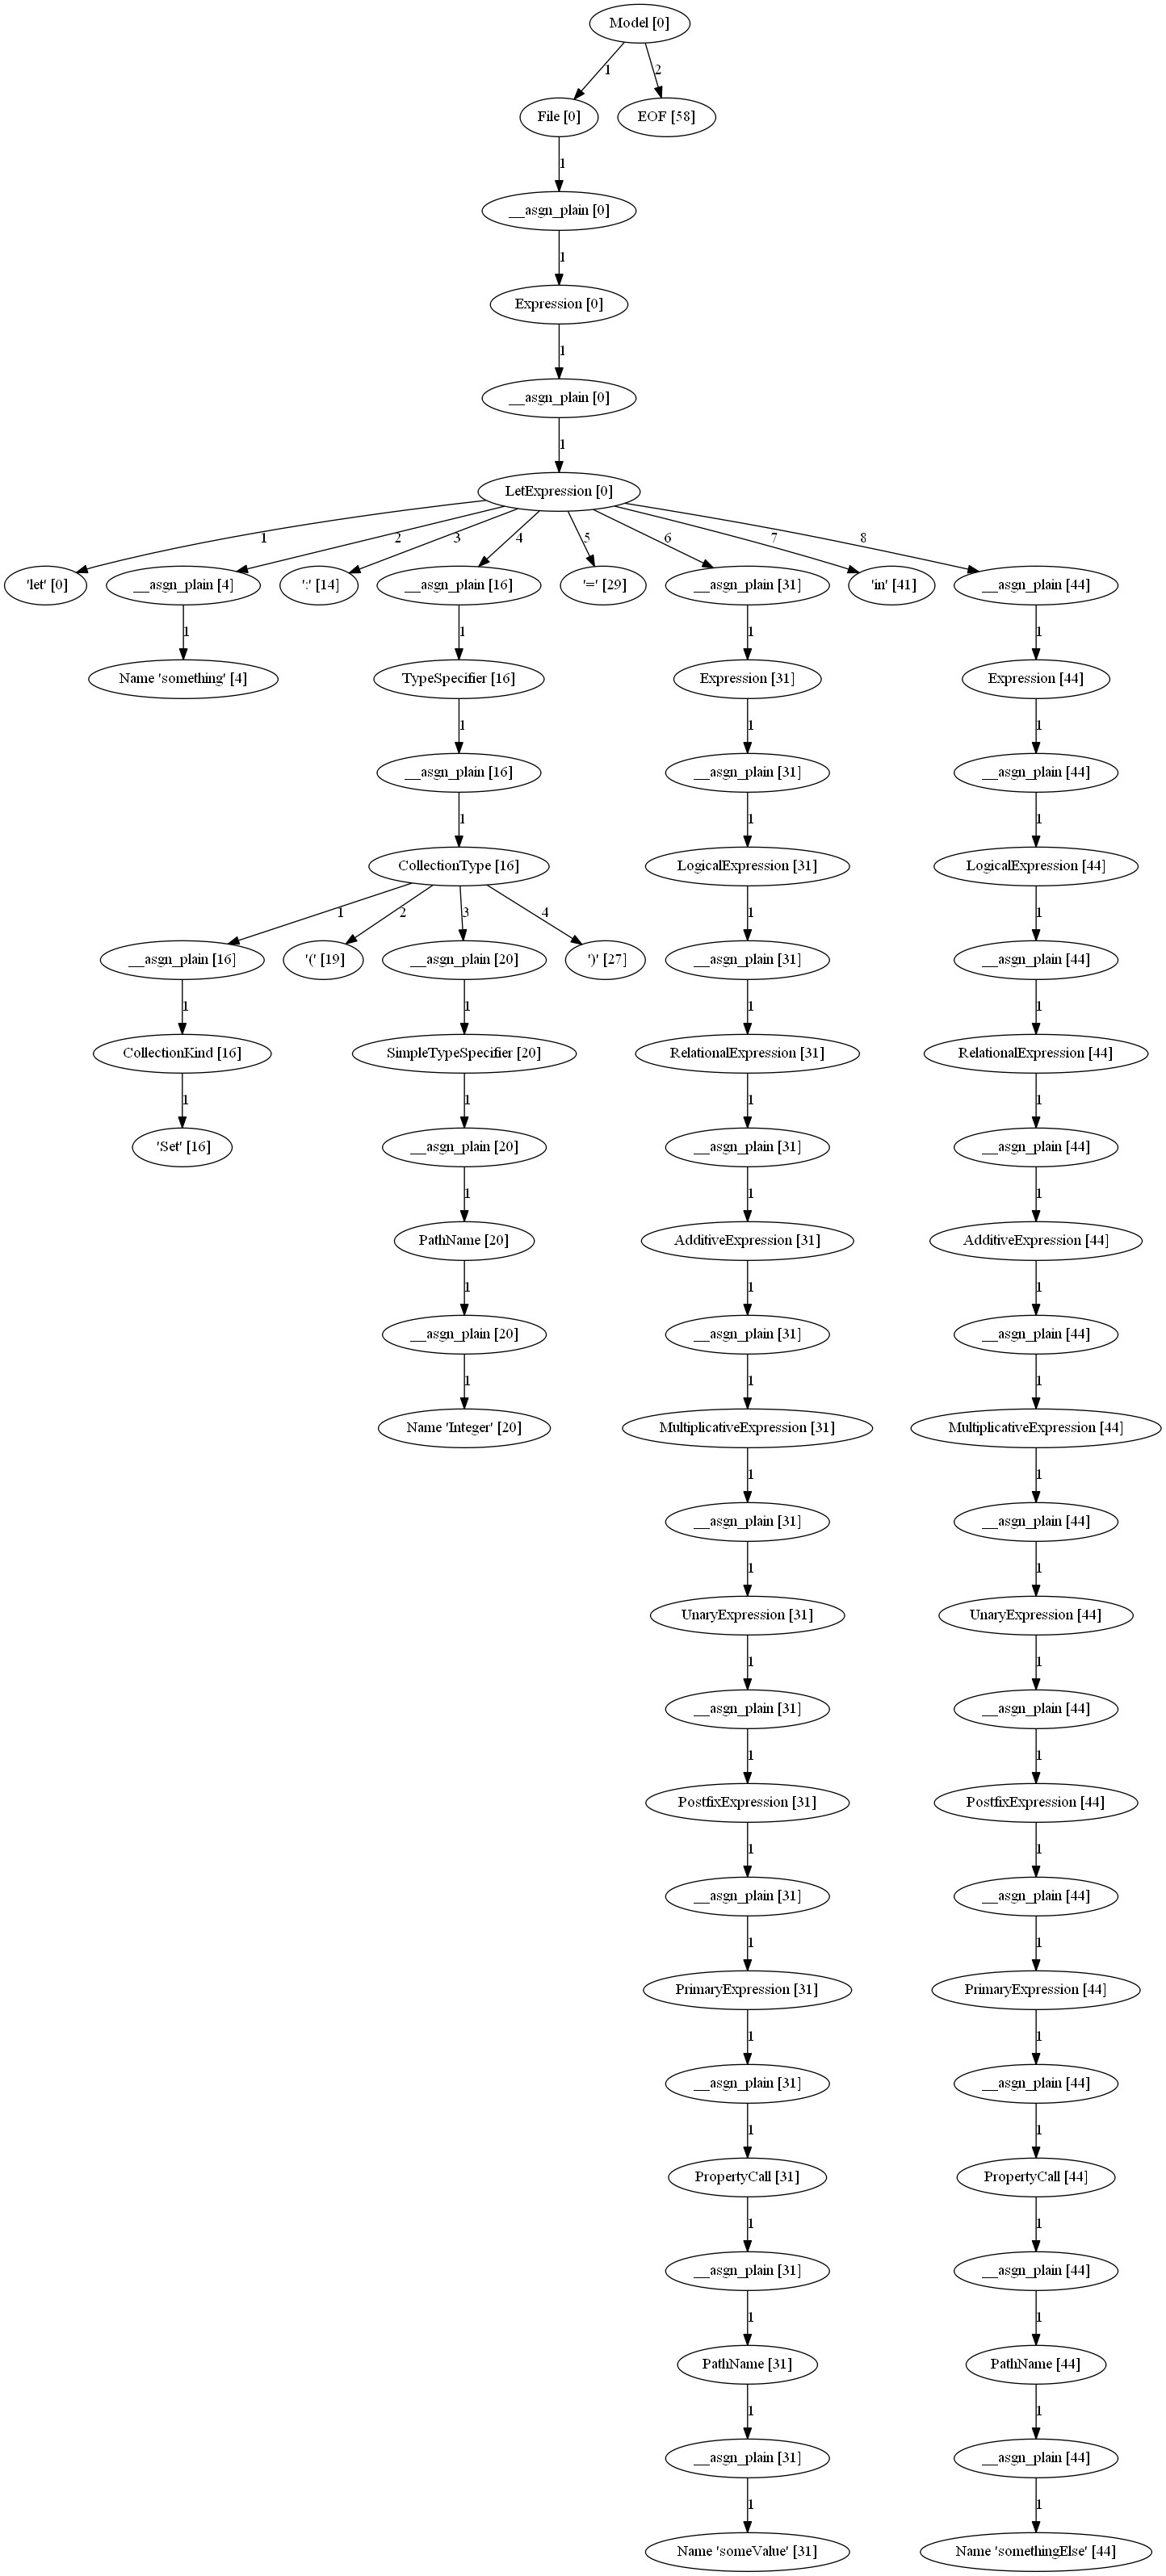 Model [0]
1 2
File [0] EOF [58]
1
__asgn_plain [0]
1
Expression [0]
1
__asgn_plain [0]
1
LetExpression [0]
1 2 3 4 5 6 7 8
'let' [0] __asgn_plain [4] ':' [14] __asgn_plain [16] '=' [29] __asgn_plain [31] 'in' [41] __asgn_plain [44]
1 1 1 1
Name 'something' [4] TypeSpecifier [16] Expression [31] Expression [44]
1 1 1
__asgn_plain [16] __asgn_plain [31] __asgn_plain [44]
1 1 1
CollectionType [16] LogicalExpression [31] LogicalExpression [44]
1 2 3 4 1 1
__asgn_plain [16] '(' [19] __asgn_plain [20] ')' [27] __asgn_plain [31] __asgn_plain [44]
1 1 1 1
CollectionKind [16] SimpleTypeSpecifier [20] RelationalExpression [31] RelationalExpression [44]
1 1 1 1
'Set' [16] __asgn_plain [20] __asgn_plain [31] __asgn_plain [44]
1 1 1
PathName [20] AdditiveExpression [31] AdditiveExpression [44]
1 1 1
__asgn_plain [20] __asgn_plain [31] __asgn_plain [44]
1 1 1
Name 'Integer' [20] MultiplicativeExpression [31] MultiplicativeExpression [44]
1 1
__asgn_plain [31] __asgn_plain [44]
1 1
UnaryExpression [31] UnaryExpression [44]
1 1
__asgn_plain [31] __asgn_plain [44]
1 1
PostfixExpression [31] PostfixExpression [44]
1 1
__asgn_plain [31] __asgn_plain [44]
1 1
PrimaryExpression [31] PrimaryExpression [44]
1 1
__asgn_plain [31] __asgn_plain [44]
1 1
PropertyCall [31] PropertyCall [44]
1 1
__asgn_plain [31] __asgn_plain [44]
1 1
PathName [31] PathName [44]
1 1
__asgn_plain [31] __asgn_plain [44]
1 1
Name 'someValue' [31] Name 'somethingElse' [44]